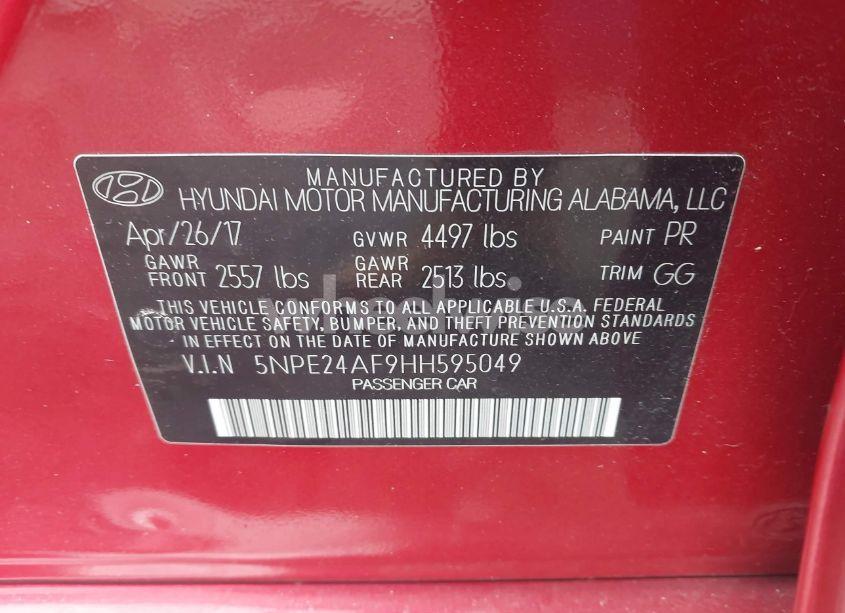 MANUFACTURED BY
HYUNDAI MOTOR MANUFACTURING ALABAMA, LLC
Apr/26/17 GVWR 4497 lbs PAINT PR
GAWR FRONT 2557 lbs GAWR REAR 2513 lbs TRIM GG
THIS VEHICLE CONFORMS TO ALL APPLICABLE U.S.A. FEDERAL
MOTOR VEHICLE SAFETY, BUMPER, AND THEFT PREVENTION STANDARDS
IN EFFECT ON THE DATE OF MANUFACTURE SHOWN ABOVE
V.I.N 5NPE24AF9HH595049
PASSENGER CAR